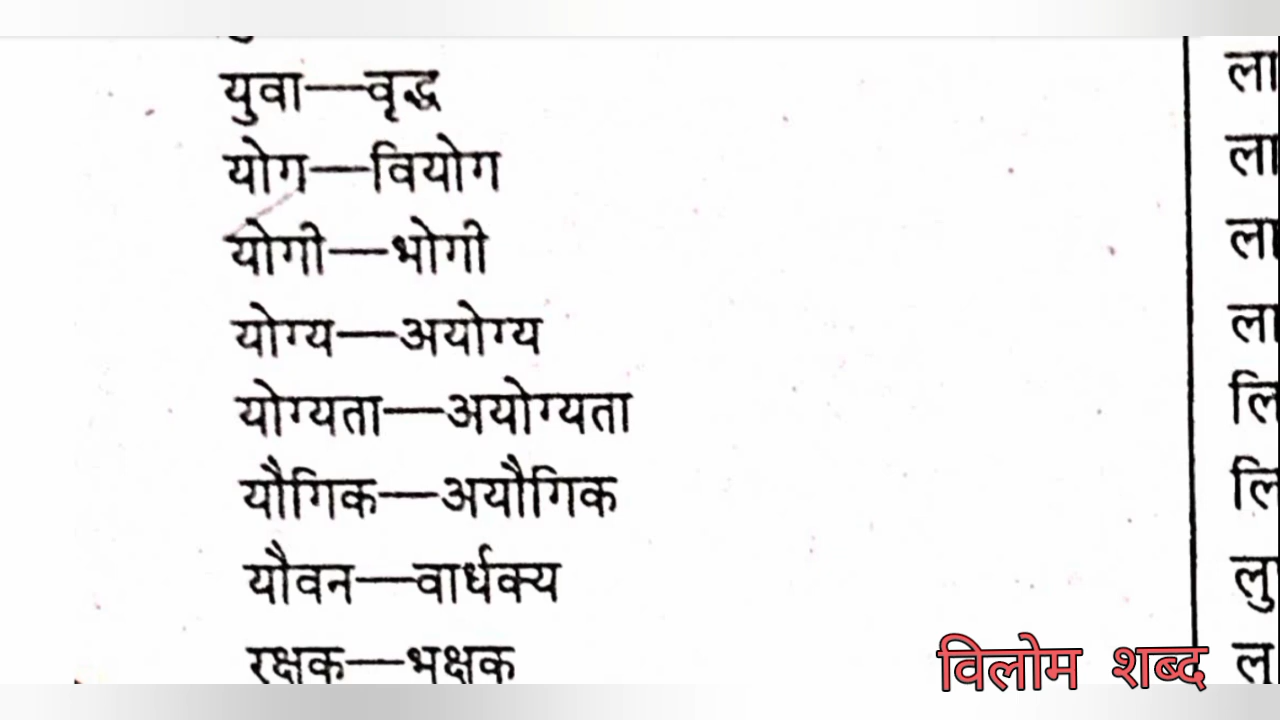 युवा—वृद्ध
योग—वियोग
योगी—भोगी
योग्य—अयोग्य
योग्यता—अयोग्यता
यौगिक—अयौगिक
यौवन—वार्धक्य
रक्षक—भक्षक
ला
ला
ला
ला
लि
लि
लु
विलोम शब्द